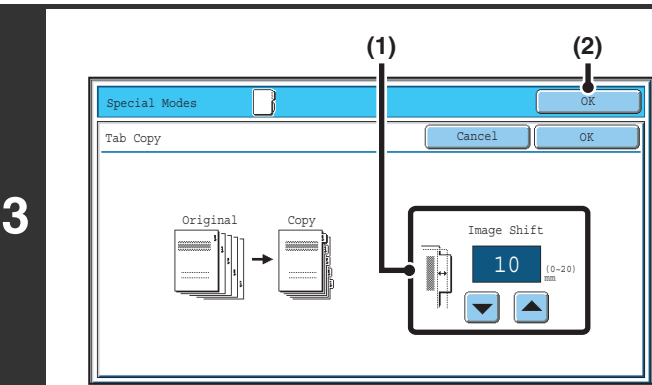 (1) (2)
Special Modes OK
Tab Copy Cancel OK
3
Original Copy
Image Shift
10 (0~20)
mm